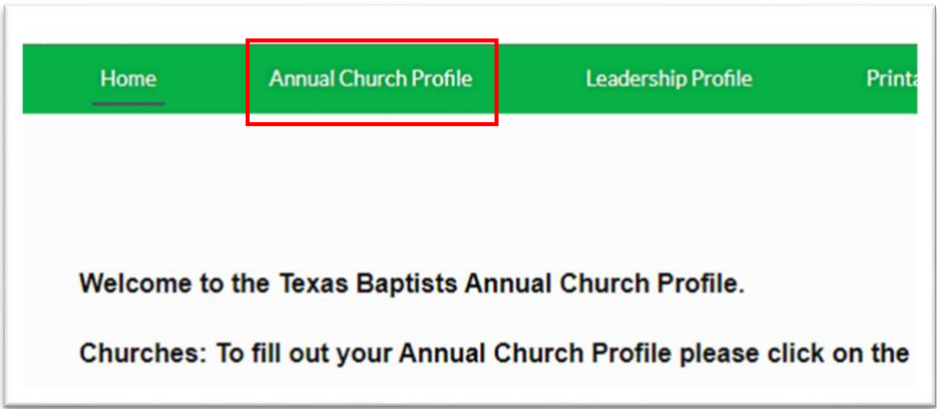 Home Annual Church Profile Leadership Profile Printa
Welcome to the Texas Baptists Annual Church Profile.
Churches: To fill out your Annual Church Profile please click on the